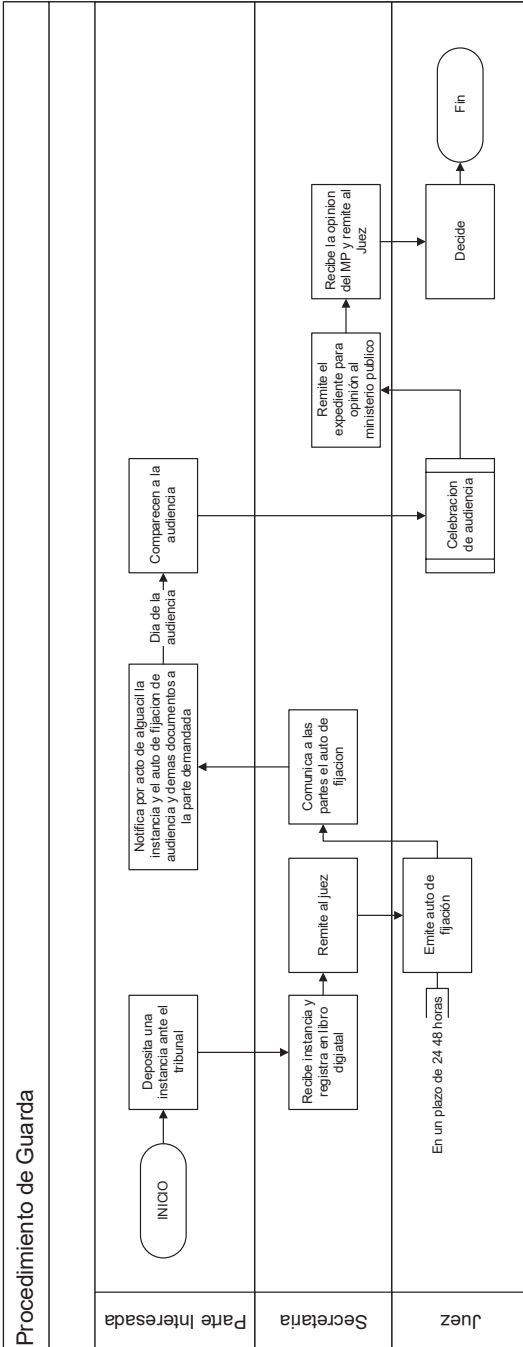 Procedimiento de Guarda
Parte Interesada
INICIO
Deposita una
instancia ante el
tribunal
Notifica por acto de alguacil la
instancia y el auto de fijacion de
audiencia y demas documentos a
la parte demandada
Dia de la
audiencia
Comparecen a la
audiencia
Secretaria
Recibe instancia y
registra en libro
digiatal
Remite al juez
Comunica a las
partes el auto de
fijacion
Remite el
expediente para
opinión al
ministerio publico
Recibe la opinion
del MP y remite al
Juez
Juez
En un plazo de 24 48 horas
Emite auto de
fijación
Celebracion
de audiencia
Decide
Fin